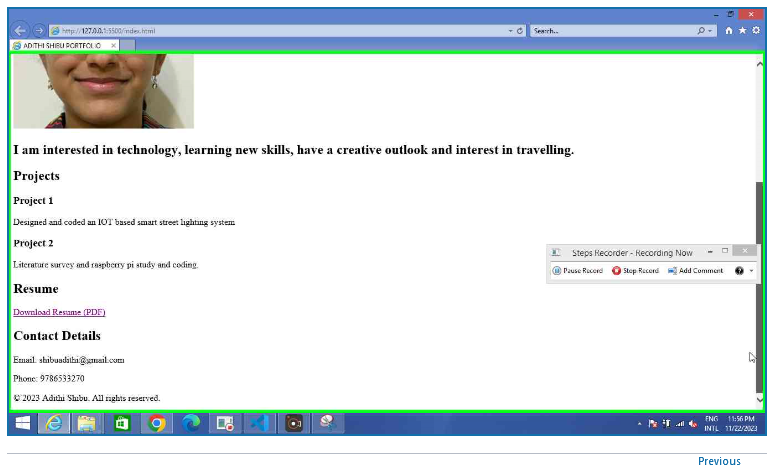 http://127.0.0.1:5500/index.html
Search...
ADITHI SHIBU PORTFOLIO
I am interested in technology, learning new skills, have a creative outlook and interest in travelling.
Projects
Project 1
Designed and coded an IOT based smart street lighting system
Project 2
Literature survey and raspberry pi study and coding.
Steps Recorder - Recording Now
Pause Record Stop Record Add Comment
Resume
Download Resume (PDF)
Contact Details
Email: shibuadithi@gmail.com
Phone: 9786533270
© 2023 Adithi Shibu. All rights reserved.
ENG 11:56 PM
INTL 11/22/2023
Previous